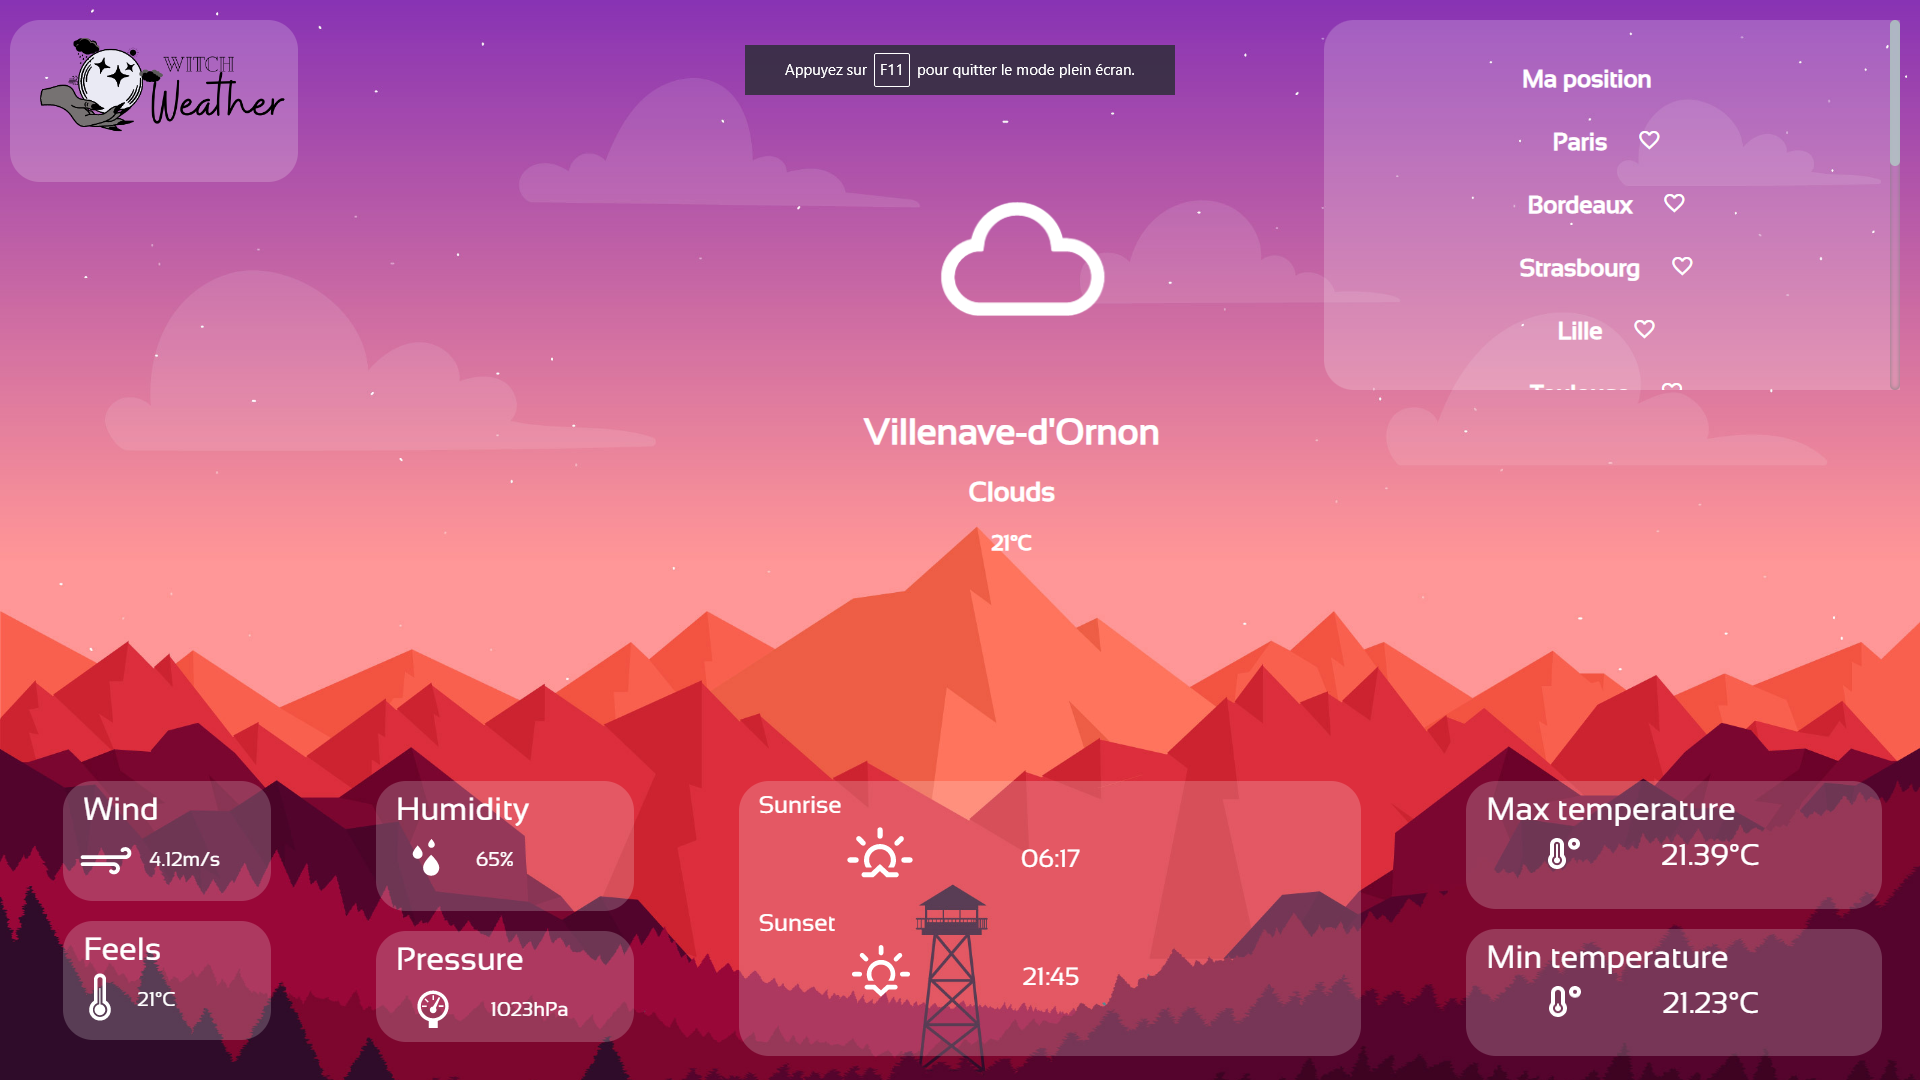 WITCH
Weather
Appuyez sur F11 pour quitter le mode plein écran.
Ma position
Paris
Bordeaux
Strasbourg
Lille
Villenave-d'Ornon
Clouds
21°C
Wind
4.12m/s
Feels
21°C
Humidity
65%
Pressure
1023hPa
Sunrise
06:17
Sunset
21:45
Max temperature
21.39°C
Min temperature
21.23°C